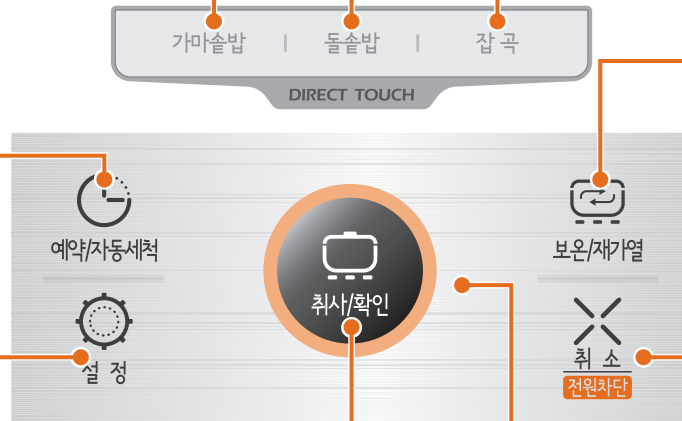 가마솥밥 | 돌솥밥 | 잡곡
DIRECT TOUCH
예약/자동세척
보온/재가열
취사/확인
설정
취소
전원차단